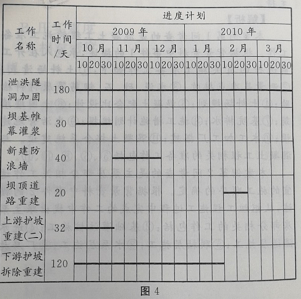 工作
名称
工作
时间
/天
进度计划
2009 年
2010 年
10 月
11 月
12 月
1 月
2 月
3 月
10 20 30 10 20 30 10 20 30 10 20 30 10 20 30 10 20 30
泄洪隧
洞加固
180
坝基帷
幕灌浆
30
新建防
浪墙
40
坝顶道
路重建
20
上游护坡
重建(二)
32
下游护坡
拆除重建
120
图 4